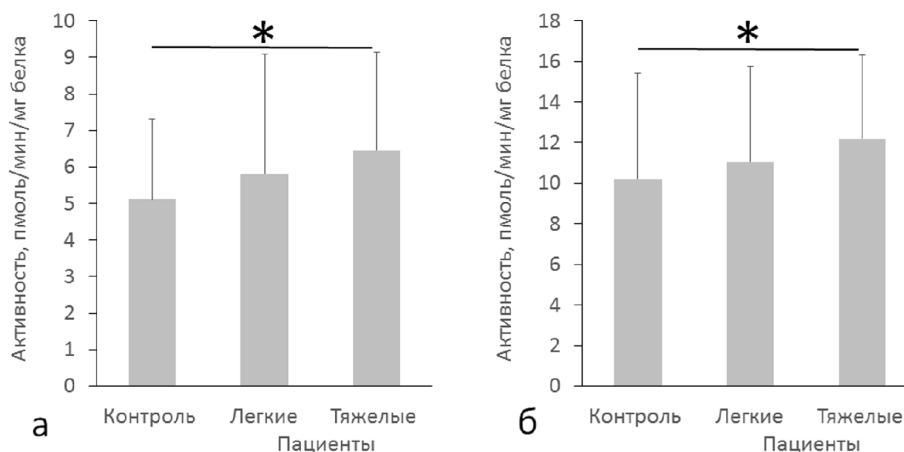 Активность, пмоль/мин/мг белка
10
9
8
7
6
5
4
3
2
1
0
*
Контроль Легкие Тяжелые
Пациенты
а
Активность, пмоль/мин/мг белка
18
16
14
12
10
8
6
4
2
0
*
Контроль Легкие Тяжелые
Пациенты
б